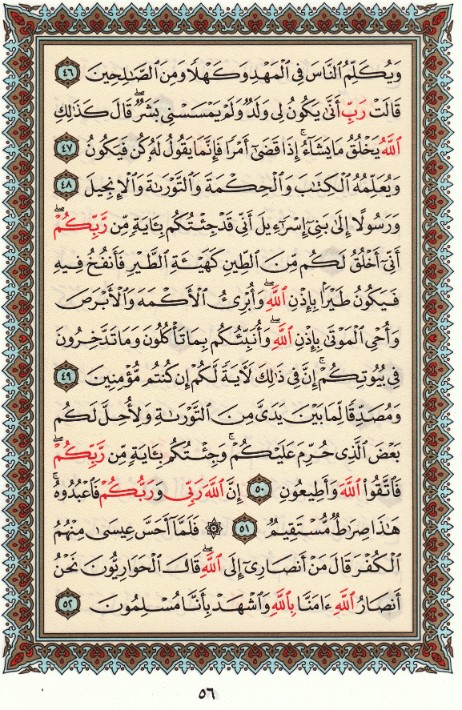 وَيُكَلِّمُ ٱلنَّاسَ فِي ٱلْمَهْدِ وَكَهْلًا وَمِنَ ٱلصَّٰلِحِينَ ٤٦
قَالَتْ رَبِّ أَنَّىٰ يَكُونُ لِي وَلَدٌ وَلَمْ يَمْسَسْنِي بَشَرٌ ۖ قَالَ كَذَٰلِكِ
ٱللَّهُ يَخْلُقُ مَا يَشَآءُ ۚ إِذَا قَضَىٰٓ أَمْرًا فَإِنَّمَا يَقُولُ لَهُۥ كُن فَيَكُونُ ٤٧
وَيُعَلِّمُهُ ٱلْكِتَٰبَ وَٱلْحِكْمَةَ وَٱلتَّوْرَىٰةَ وَٱلْإِنجِيلَ ٤٨
وَرَسُولًا إِلَىٰ بَنِيٓ إِسْرَٰٓءِيلَ أَنِّي قَدْ جِئْتُكُم بِـَٔايَةٍ مِّن رَّبِّكُمْ ۖ
أَنِّيٓ أَخْلُقُ لَكُم مِّنَ ٱلطِّينِ كَهَيْـَٔةِ ٱلطَّيْرِ فَأَنفُخُ فِيهِ
فَيَكُونُ طَيْرًۢا بِإِذْنِ ٱللَّهِ ۖ وَأُبْرِئُ ٱلْأَكْمَهَ وَٱلْأَبْرَصَ
وَأُحْيِ ٱلْمَوْتَىٰ بِإِذْنِ ٱللَّهِ ۖ وَأُنَبِّئُكُم بِمَا تَأْكُلُونَ وَمَا تَدَّخِرُونَ
فِي بُيُوتِكُمْ ۚ إِنَّ فِي ذَٰلِكَ لَـَٔايَةً لَّكُمْ إِن كُنتُم مُّؤْمِنِينَ ٤٩
وَمُصَدِّقًا لِّمَا بَيْنَ يَدَيَّ مِنَ ٱلتَّوْرَىٰةِ وَلِأُحِلَّ لَكُم
بَعْضَ ٱلَّذِي حُرِّمَ عَلَيْكُمْ ۚ وَجِئْتُكُم بِـَٔايَةٍ مِّن رَّبِّكُمْ
فَٱتَّقُوا۟ ٱللَّهَ وَأَطِيعُونِ ٥٠ إِنَّ ٱللَّهَ رَبِّي وَرَبُّكُمْ فَٱعْبُدُوهُ ۗ
هَٰذَا صِرَٰطٌ مُّسْتَقِيمٌ ٥١ ۞ فَلَمَّآ أَحَسَّ عِيسَىٰ مِنْهُمُ
ٱلْكُفْرَ قَالَ مَنْ أَنصَارِيٓ إِلَى ٱللَّهِ ۖ قَالَ ٱلْحَوَارِيُّونَ نَحْنُ
أَنصَارُ ٱللَّهِ ءَامَنَّا بِٱللَّهِ وَٱشْهَدْ بِأَنَّا مُسْلِمُونَ ٥٢
٥٦